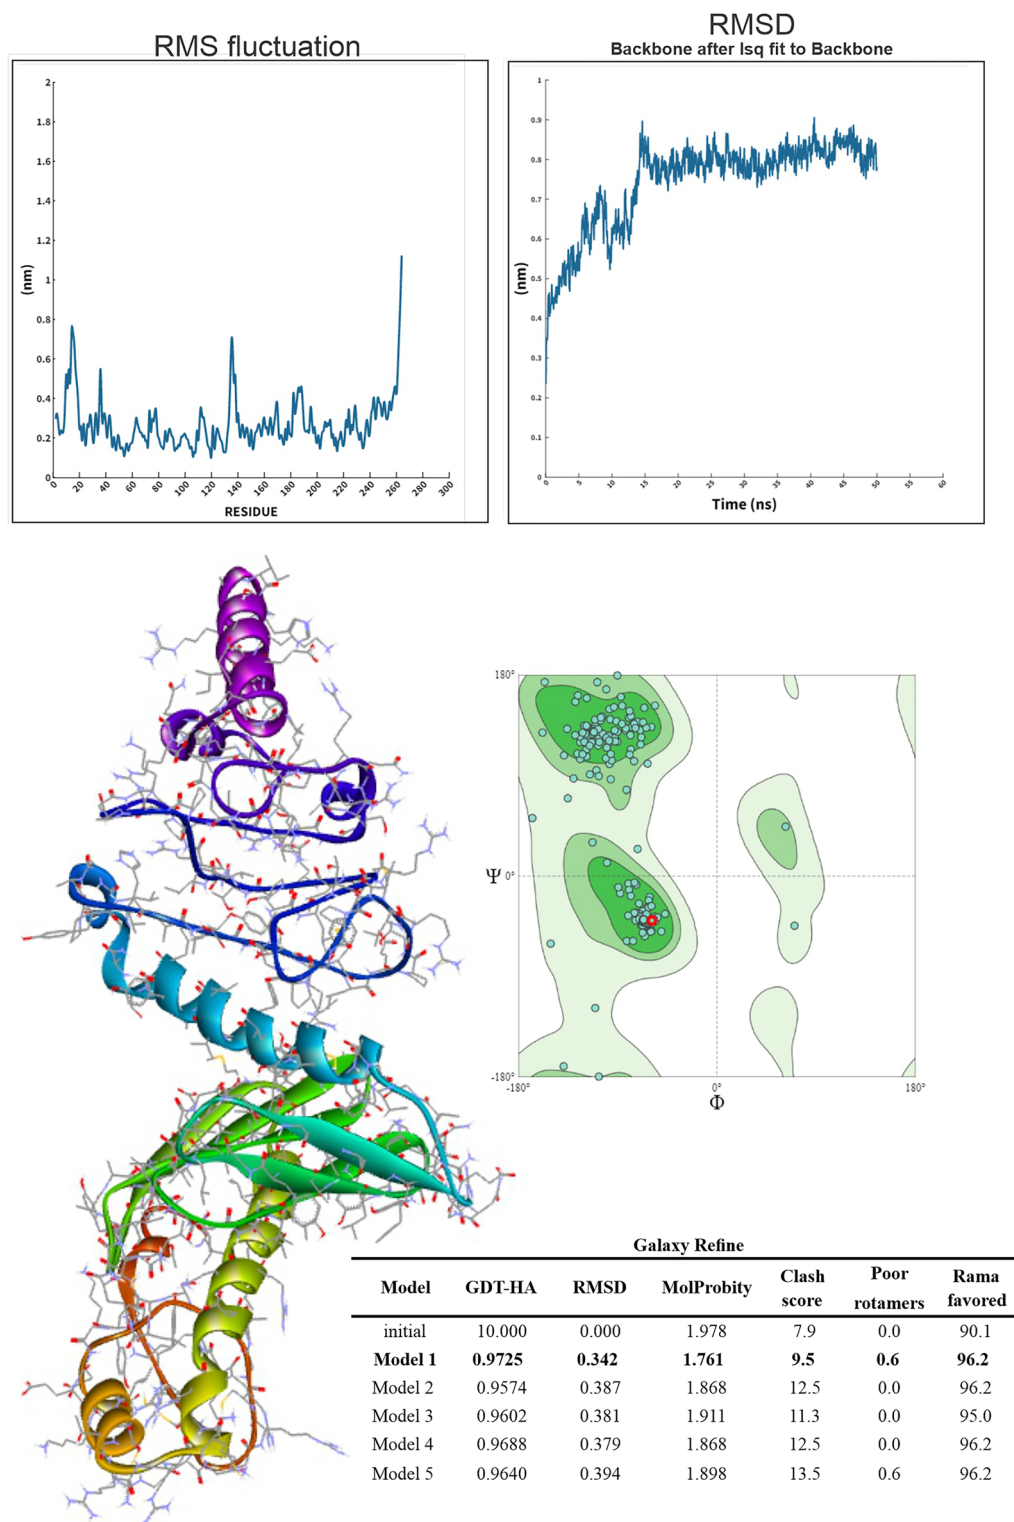 RMS fluctuation
2
1.8
1.6
1.4
1.2
1
0.8
0.6
0.4
0.2
0
(nm)
0 20 40 60 80 100 120 140 160 180 200 220 240 260 280 300
RESIDUE
RMSD
Backbone after lsq fit to Backbone
1
0.9
0.8
0.7
0.6
0.5
0.4
0.3
0.2
0.1
0
(nm)
0 5 10 15 20 25 30 35 40 45 50 55 60
Time (ns)
180°
Ψ 0°
-180°
-180° 0° 180°
Φ
Galaxy Refine
Model GDT-HA RMSD MolProbity Clash score Poor rotamers Rama favored
initial 10.000 0.000 1.978 7.9 0.0 90.1
Model 1 0.9725 0.342 1.761 9.5 0.6 96.2
Model 2 0.9574 0.387 1.868 12.5 0.0 96.2
Model 3 0.9602 0.381 1.911 11.3 0.0 95.0
Model 4 0.9688 0.379 1.868 12.5 0.0 96.2
Model 5 0.9640 0.394 1.898 13.5 0.6 96.2